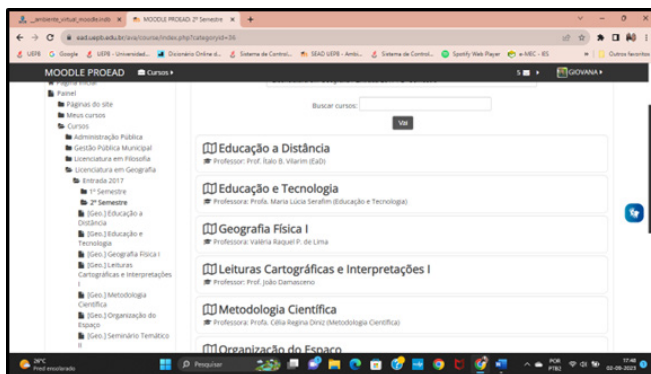 _ambiente_virtual_moodle.indb
MOODLE PROEAD: 2º Semestre
ead.uepb.edu.br/ava/course/index.php?categoryid=36
UEPB
Google
UEPB - Universidad...
Dicionário Online d...
Sistema de Control...
SEAD UEPB - Ambi...
Sistema de Control...
Spotify Web Player
e-MEC - IES
Outros favoritos
MOODLE PROEAD
Cursos
5
GIOVANA
Página inicial
Painel
Páginas do site
Meus cursos
Cursos
Administração Pública
Gestão Pública Municipal
Licenciatura em Filosofia
Licenciatura em Geografia
Entrada 2017
1º Semestre
2º Semestre
[Geo.] Educação a
Distância
[Geo.] Educação e
Tecnologia
[Geo.] Geografia Física I
[Geo.] Leituras
Cartográficas e Interpretações
I
[Geo.] Metodologia
Científica
[Geo.] Organização do
Espaço
[Geo.] Seminário Temático
II
Buscar cursos:
Vai
Educação a Distância
Professor: Prof. Ítalo B. Vilarim (EaD)
Educação e Tecnologia
Professora: Profa. Maria Lúcia Serafim (Educação e Tecnologia)
Geografia Física I
Professora: Valéria Raquel P. de Lima
Leituras Cartográficas e Interpretações I
Professor: Prof. João Damasceno
Metodologia Científica
Professora: Profa. Célia Regina Diniz (Metodologia Científica)
Organização do Espaço
26°C
Pred ensolarado
Pesquisar
POR
PTB2
17:48
02-09-2023